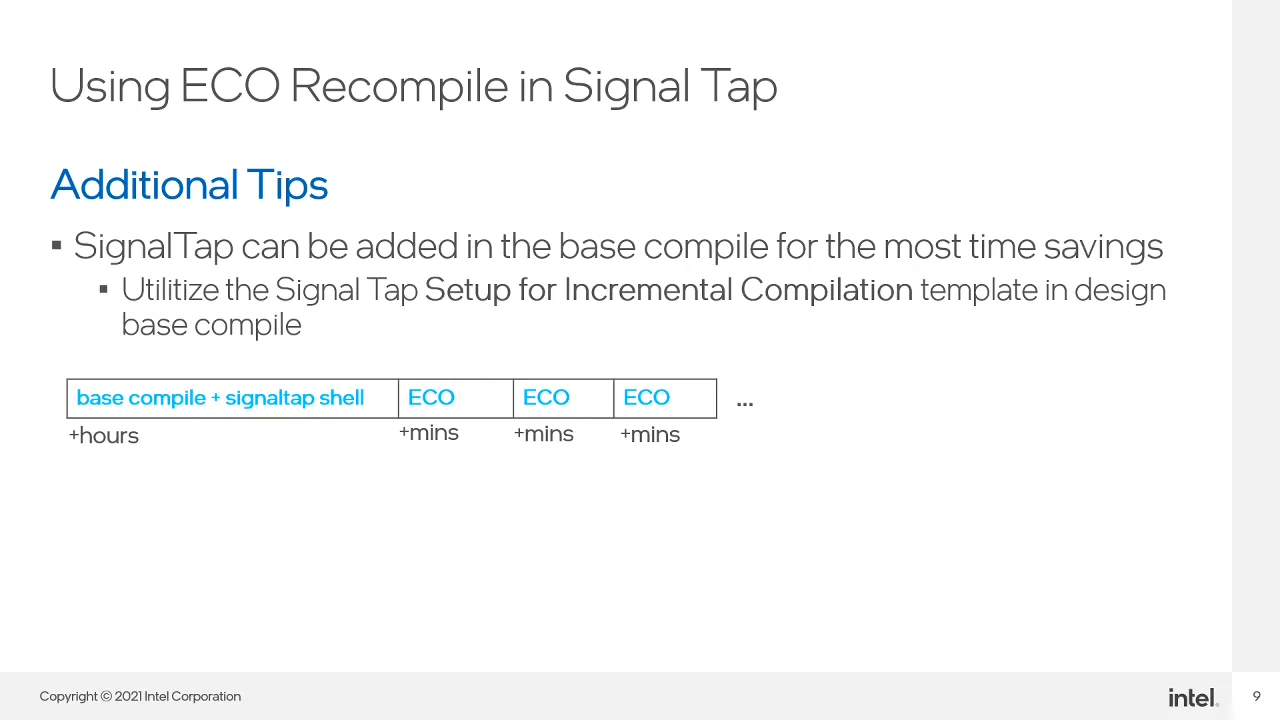 Using ECO Recompile in Signal Tap
Additional Tips
▪ SignalTap can be added in the base compile for the most time savings
▪ Utilitize the Signal Tap Setup for Incremental Compilation template in design
base compile
base compile + signaltap shell ECO ECO ECO ...
+hours +mins +mins +mins
Copyright © 2021 Intel Corporation intel. 9